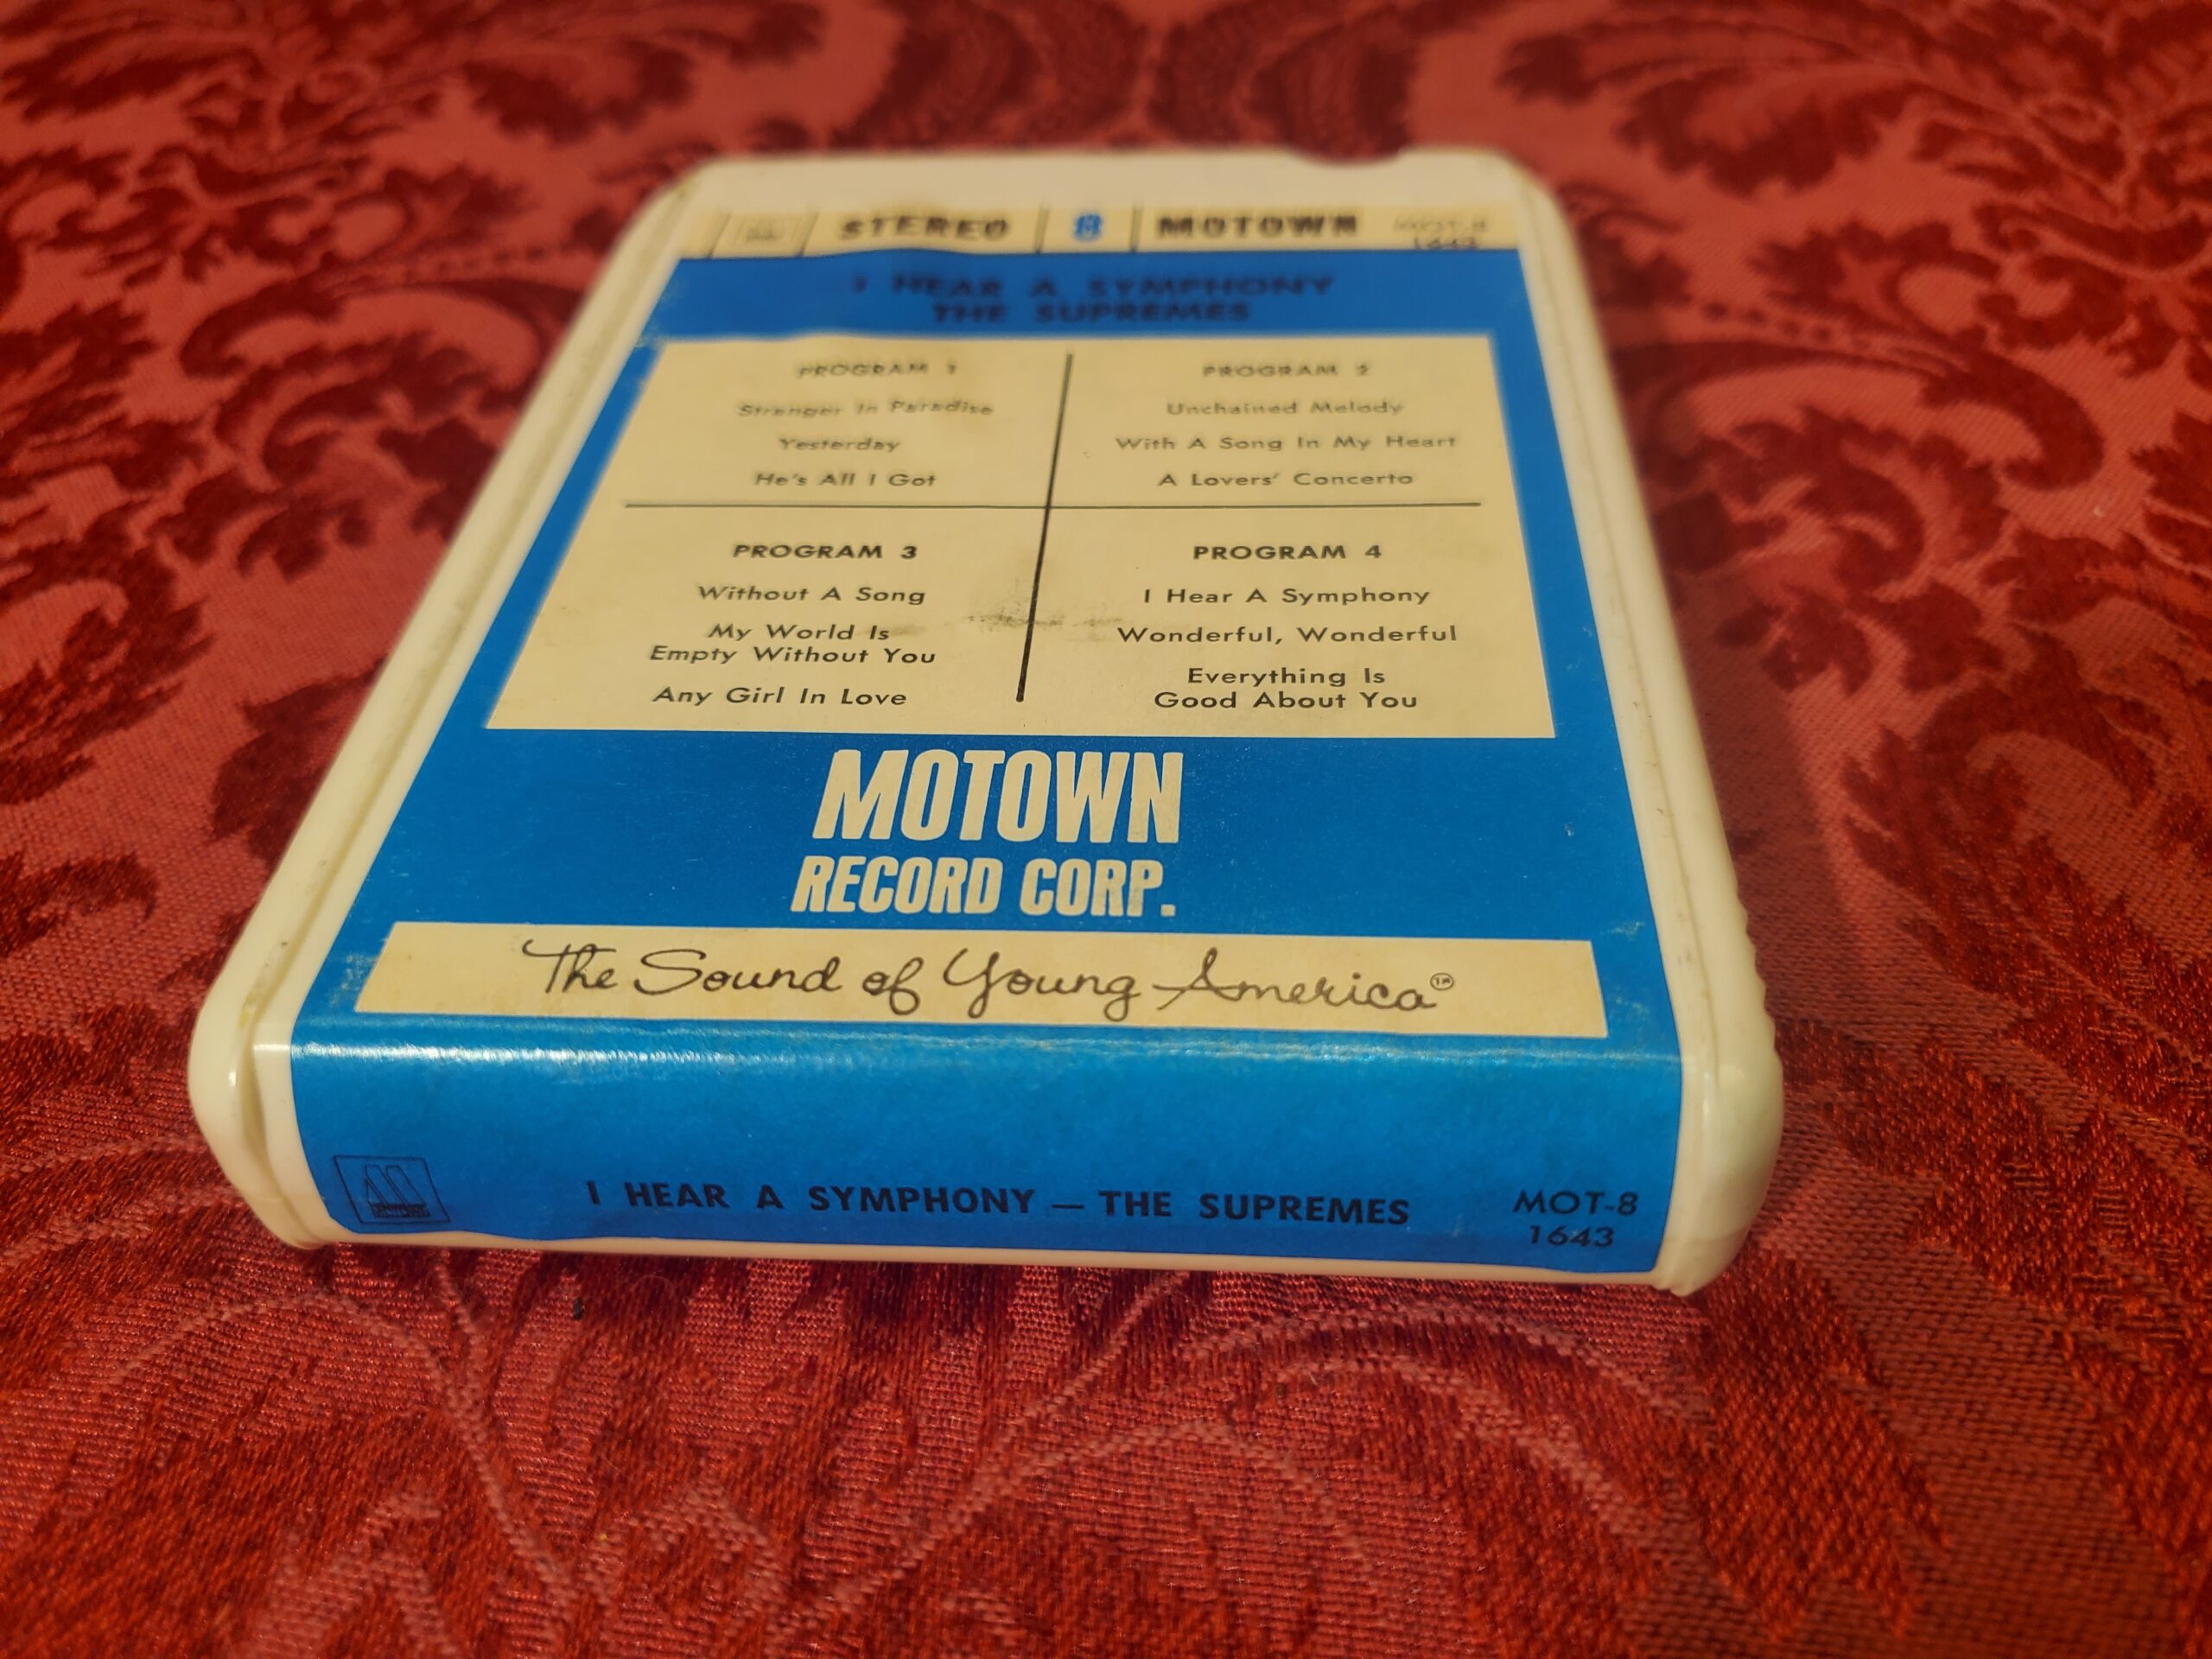 STEREO 8 MOTOWN MOT-8
1643
I HEAR A SYMPHONY
THE SUPREMES
PROGRAM 1
Stranger In Paradise
Yesterday
He's All I Got
PROGRAM 2
Unchained Melody
With A Song In My Heart
A Lovers' Concerto
PROGRAM 3
Without A Song
My World Is
Empty Without You
Any Girl In Love
PROGRAM 4
I Hear A Symphony
Wonderful, Wonderful
Everything Is
Good About You
MOTOWN
RECORD CORP.
The Sound of Young America
I HEAR A SYMPHONY — THE SUPREMES
MOT-8
1643